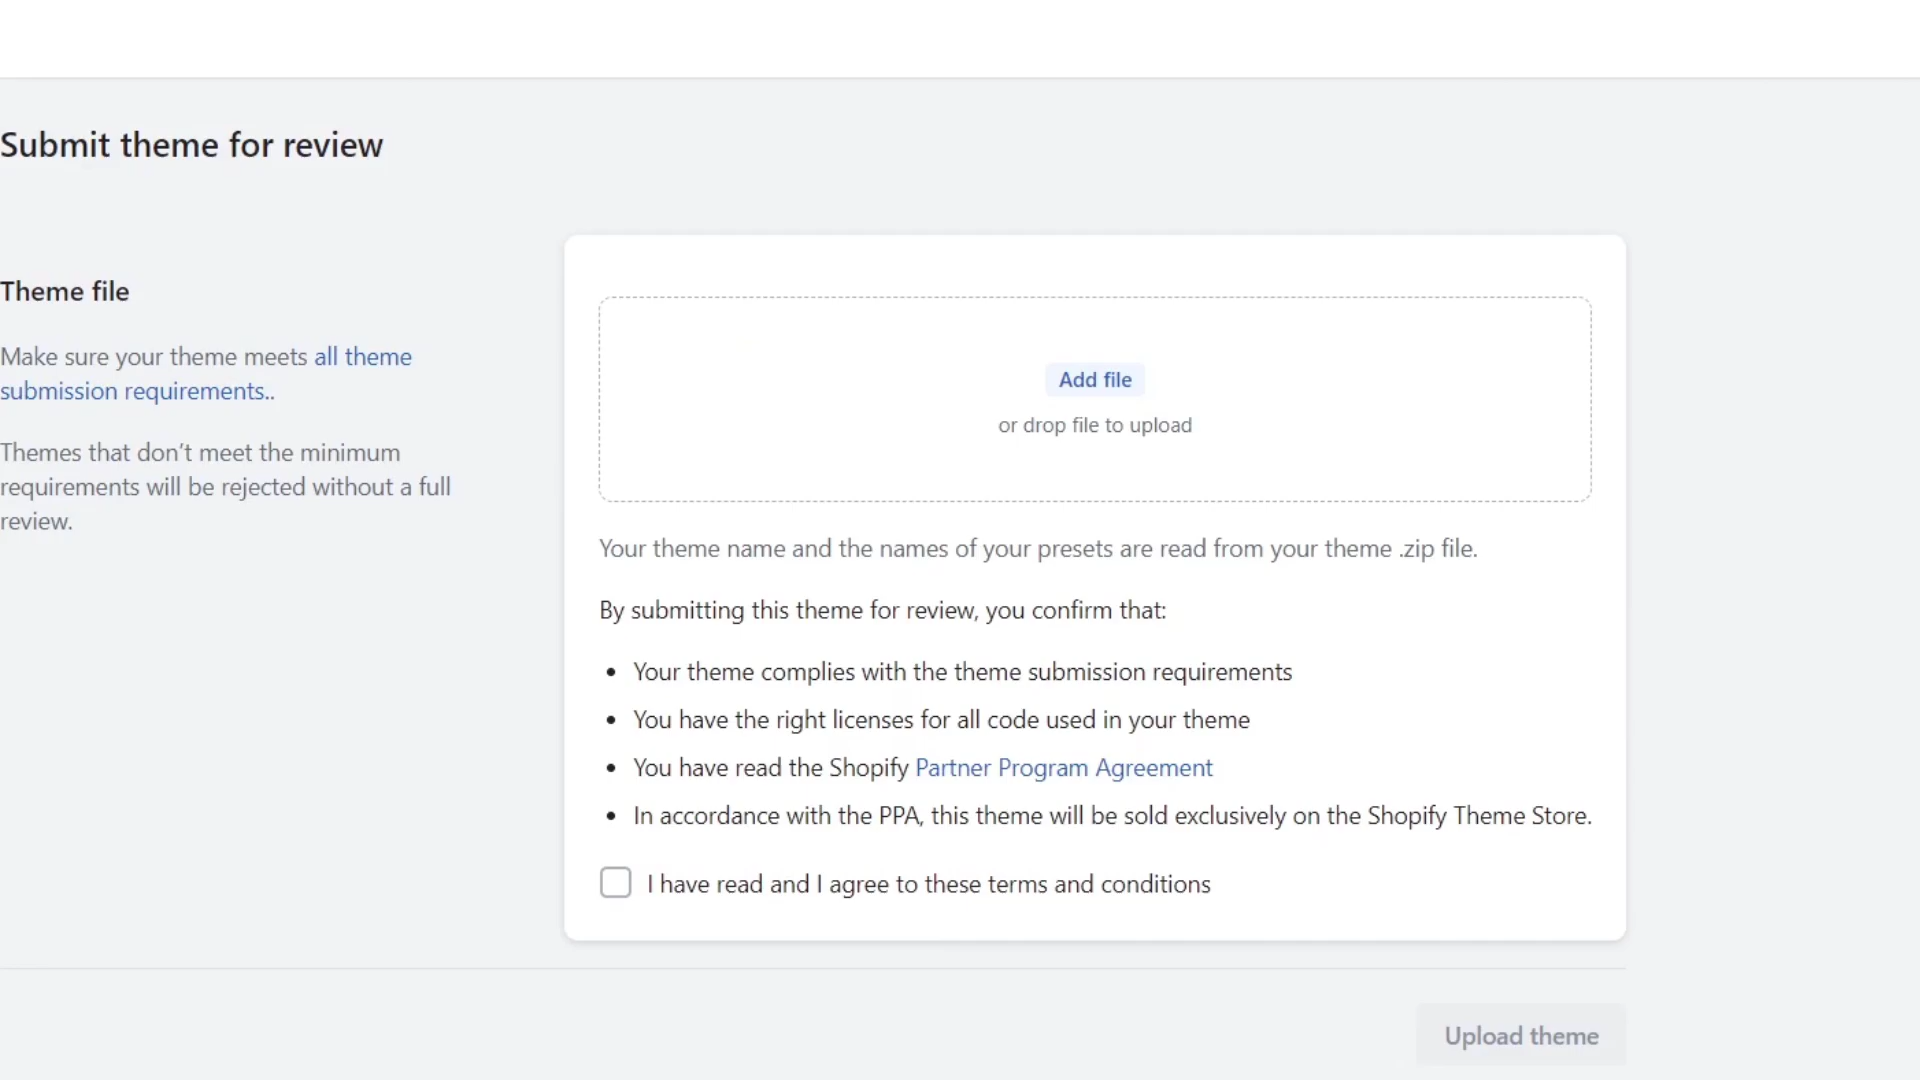 Submit theme for review
Theme file
Make sure your theme meets all theme
submission requirements..
Themes that don’t meet the minimum
requirements will be rejected without a full
review.
Add file
or drop file to upload
Your theme name and the names of your presets are read from your theme .zip file.
By submitting this theme for review, you confirm that:
• Your theme complies with the theme submission requirements
• You have the right licenses for all code used in your theme
• You have read the Shopify Partner Program Agreement
• In accordance with the PPA, this theme will be sold exclusively on the Shopify Theme Store.
I have read and I agree to these terms and conditions
Upload theme